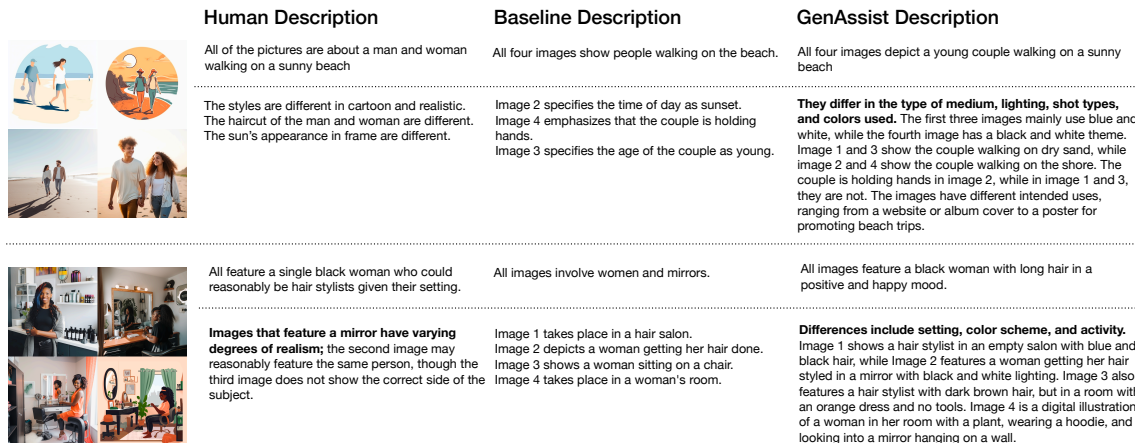 Human Description
Baseline Description
GenAssist Description
All of the pictures are about a man and woman
walking on a sunny beach
All four images show people walking on the beach.
All four images depict a young couple walking on a sunny
beach
The styles are different in cartoon and realistic.
The haircut of the man and woman are different.
The sun's appearance in frame are different.
Image 2 specifies the time of day as sunset.
Image 4 emphasizes that the couple is holding
hands.
Image 3 specifies the age of the couple as young.
They differ in the type of medium, lighting, shot types,
and colors used. The first three images mainly use blue and
white, while the fourth image has a black and white theme.
Image 1 and 3 show the couple walking on dry sand, while
image 2 and 4 show the couple walking on the shore. The
couple is holding hands in image 2, while in image 1 and 3,
they are not. The images have different intended uses,
ranging from a website or album cover to a poster for
promoting beach trips.
All feature a single black woman who could
reasonably be hair stylists given their setting.
All images involve women and mirrors.
All images feature a black woman with long hair in a
positive and happy mood.
Images that feature a mirror have varying
degrees of realism; the second image may
reasonably feature the same person, though the
third image does not show the correct side of the
subject.
Image 1 takes place in a hair salon.
Image 2 depicts a woman getting her hair done.
Image 3 shows a woman sitting on a chair.
Image 4 takes place in a woman's room.
Differences include setting, color scheme, and activity.
Image 1 shows a hair stylist in an empty salon with blue and
black hair, while Image 2 features a woman getting her hair
styled in a mirror with black and white lighting. Image 3 also
features a hair stylist with dark brown hair, but in a room with
an orange dress and no tools. Image 4 is a digital illustration
of a woman in her room with a plant, wearing a hoodie, and
looking into a mirror hanging on a wall.